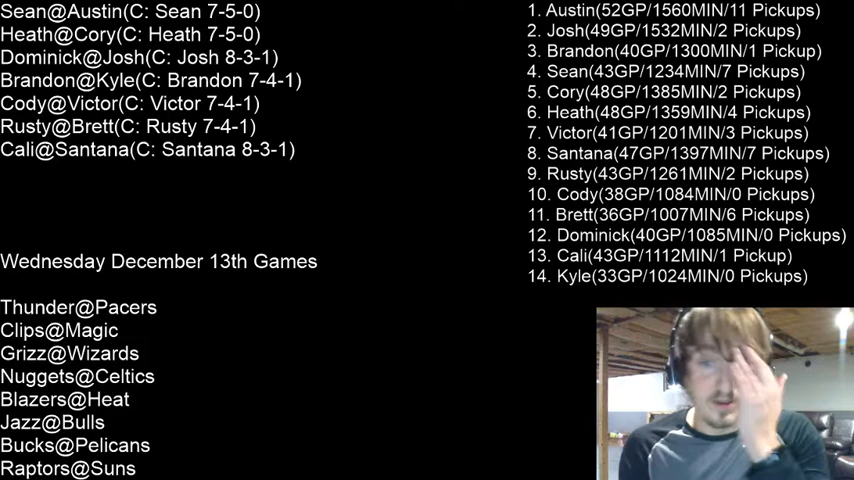 Sean@Austin(C: Sean 7-5-0)
Heath@Cory(C: Heath 7-5-0)
Dominick@Josh(C: Josh 8-3-1)
Brandon@Kyle(C: Brandon 7-4-1)
Cody@Victor(C: Victor 7-4-1)
Rusty@Brett(C: Rusty 7-4-1)
Cali@Santana(C: Santana 8-3-1)
Wednesday December 13th Games
Thunder@Pacers
Clips@Magic
Grizz@Wizards
Nuggets@Celtics
Blazers@Heat
Jazz@Bulls
Bucks@Pelicans
Raptors@Suns
1. Austin(52GP/1560MIN/11 Pickups)
2. Josh(49GP/1532MIN/2 Pickups)
3. Brandon(40GP/1300MIN/1 Pickup)
4. Sean(43GP/1234MIN/7 Pickups)
5. Cory(48GP/1385MIN/2 Pickups)
6. Heath(48GP/1359MIN/4 Pickups)
7. Victor(41GP/1201MIN/3 Pickups)
8. Santana(47GP/1397MIN/7 Pickups)
9. Rusty(43GP/1261MIN/2 Pickups)
10. Cody(38GP/1084MIN/0 Pickups)
11. Brett(36GP/1007MIN/6 Pickups)
12. Dominick(40GP/1085MIN/0 Pickups)
13. Cali(43GP/1112MIN/1 Pickup)
14. Kyle(33GP/1024MIN/0 Pickups)